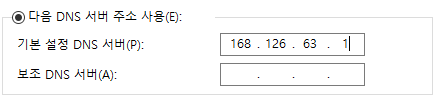 다음 DNS 서버 주소 사용(E):
기본 설정 DNS 서버(P): 168 . 126 . 63 . 1
보조 DNS 서버(A): . . .